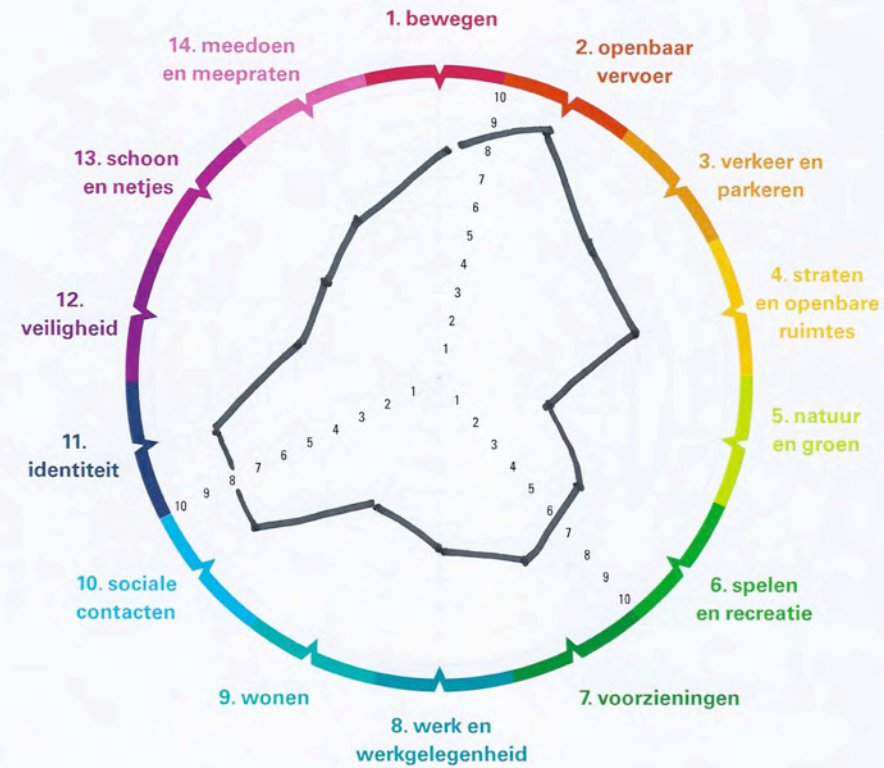 1. bewegen
2. openbaar
vervoer
3. verkeer en
parkeren
4. straten
en openbare
ruimtes
5. natuur
en groen
6. spelen
en recreatie
7. voorzieningen
8. werk en
werkgelegenheid
9. wonen
10. sociale
contacten
11.
identiteit
12.
veiligheid
13. schoon
en netjes
14. meedoen
en meepraten
10
9
8
7
6
5
4
3
2
1
1
2
3
4
5
6
7
8
9
10
1
2
3
4
5
6
7
8
9
10